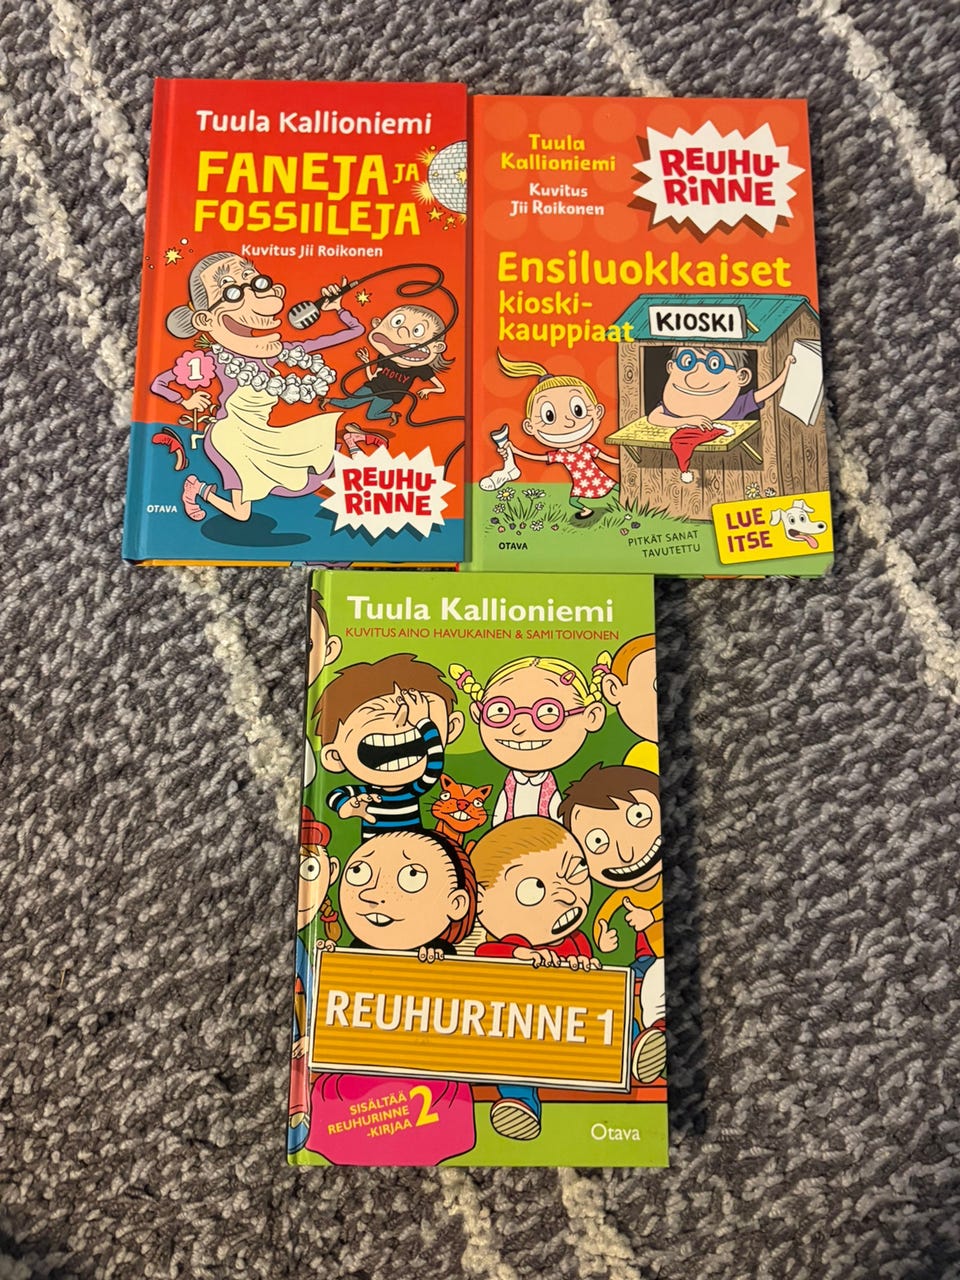 Tuula Kallioniemi
FANEJA JA
FOSSIILEJA
Kuvitus Jii Roikonen
1
MOFLY
REUHU-
RINNE
OTAVA
Tuula
Kallioniemi
Kuvitus
Jii Roikonen
REUHU-
RINNE
Ensiluokkaiset
kioski-
kauppiaat
KIOSKI
LUE
ITSE
PITKÄT SANAT
TAVUTETTU
OTAVA
Tuula Kallioniemi
KUVITUS AINO HAVUKAINEN & SAMI TOIVONEN
REUHURINNE 1
SISÄLTÄÄ
REUHURINNE
-KIRJAA
2
Otava